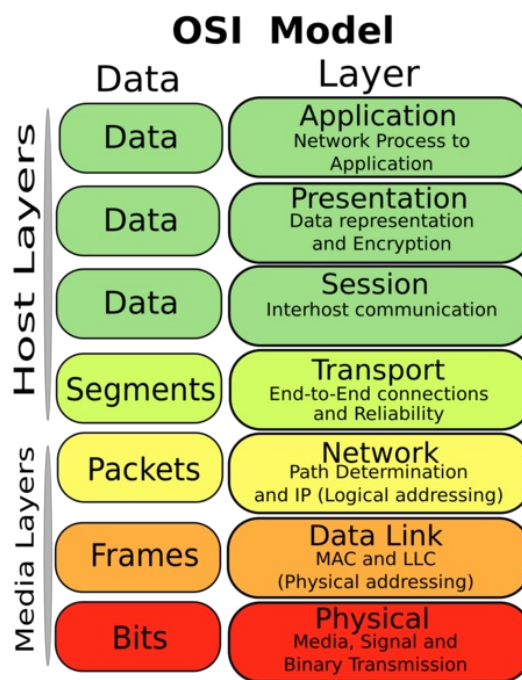 OSI Model
Data
Layer
Host Layers
Data
Application
Network Process to
Application
Data
Presentation
Data representation
and Encryption
Data
Session
Interhost communication
Segments
Transport
End-to-End connections
and Reliability
Media Layers
Packets
Network
Path Determination
and IP (Logical addressing)
Frames
Data Link
MAC and LLC
(Physical addressing)
Bits
Physical
Media, Signal and
Binary Transmission